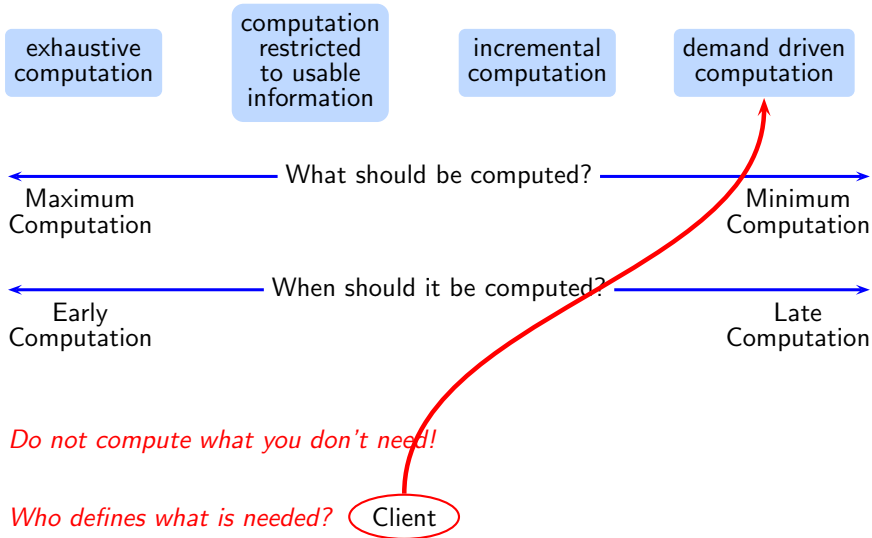 exhaustive
computation
computation
restricted
to usable
information
incremental
computation
demand driven
computation
What should be computed?
Maximum
Computation
Minimum
Computation
When should it be computed?
Early
Computation
Late
Computation
Do not compute what you don't need!
Who defines what is needed? Client